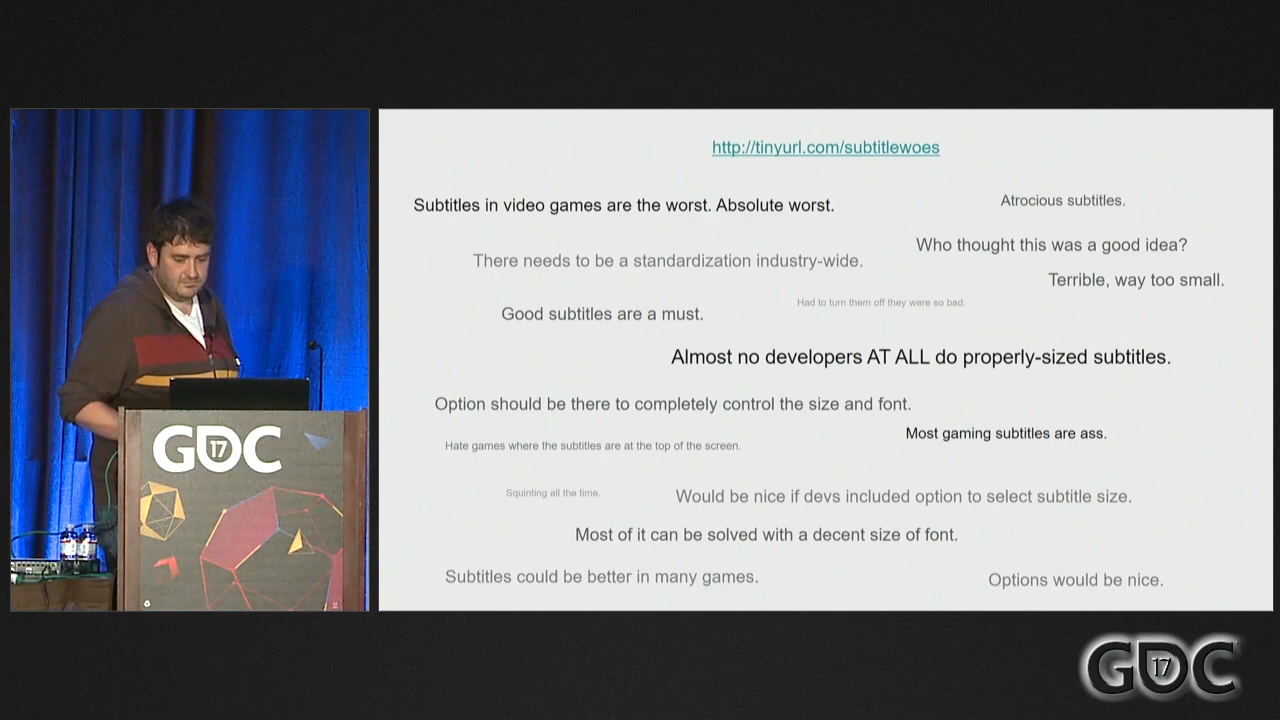 http://tinyurl.com/subtitlewoes
Subtitles in video games are the worst. Absolute worst.
Atrocious subtitles.
Who thought this was a good idea?
There needs to be a standardization industry-wide.
Terrible, way too small.
Had to turn them off they were so bad.
Good subtitles are a must.
Almost no developers AT ALL do properly-sized subtitles.
Option should be there to completely control the size and font.
Most gaming subtitles are ass.
Hate games where the subtitles are at the top of the screen.
Squinting all the time.
Would be nice if devs included option to select subtitle size.
Most of it can be solved with a decent size of font.
Subtitles could be better in many games.
Options would be nice.
GDC 17
GDC 17